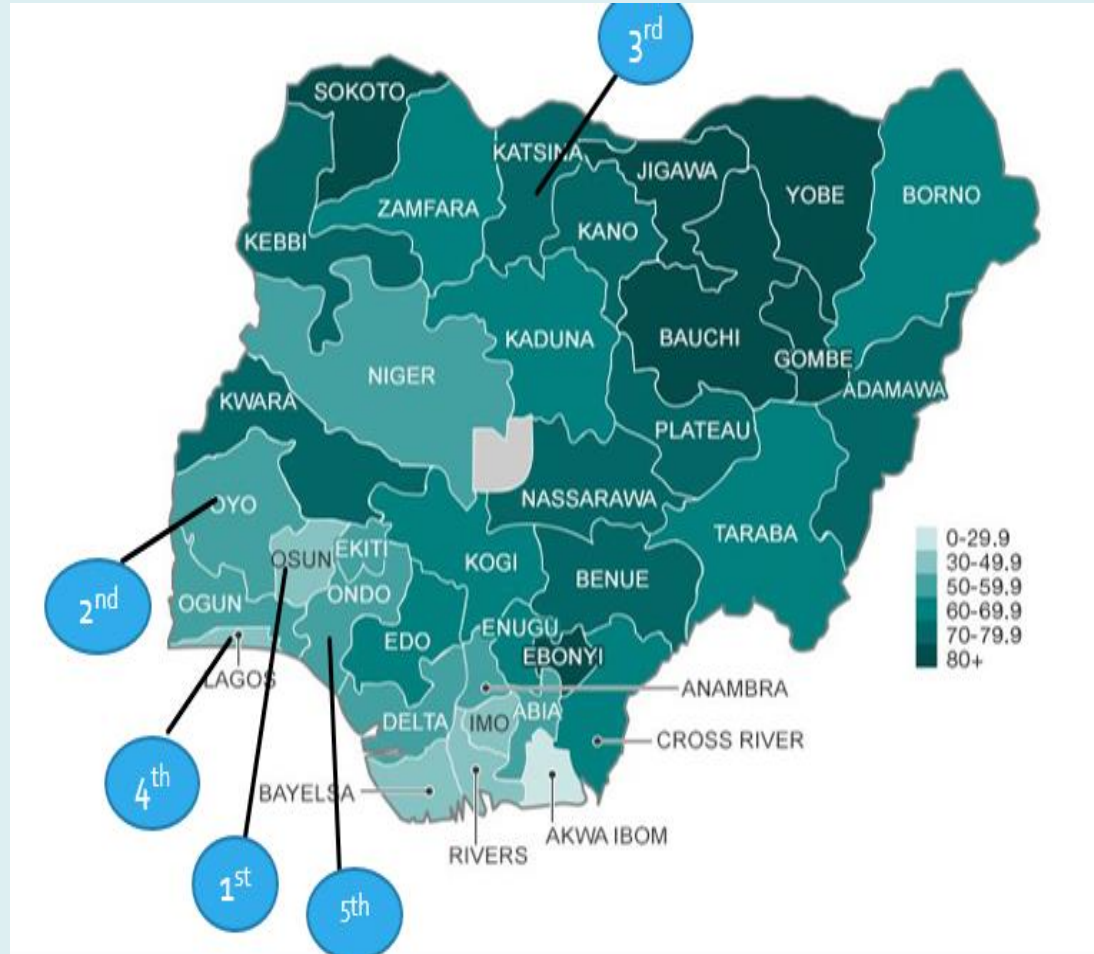 3rd
SOKOTO
KATSINA
JIGAWA
YOBE
BORNO
ZAMFARA
KANO
KEBBI
KADUNA
BAUCHI
GOMBE
NIGER
ADAMAWA
KWARA
PLATEAU
NASSARAWA
OYO
TARABA
0-29.9
30-49.9
50-59.9
60-69.9
70-79.9
80+
OSUN
EKITI
KOGI
BENUE
2nd
OGUN
ONDO
ENUGU
EDO
EBONYI
LAGOS
ANAMBRA
DELTA
IMO
ABIA
CROSS RIVER
4th
BAYELSA
AKWA IBOM
RIVERS
1st
5th